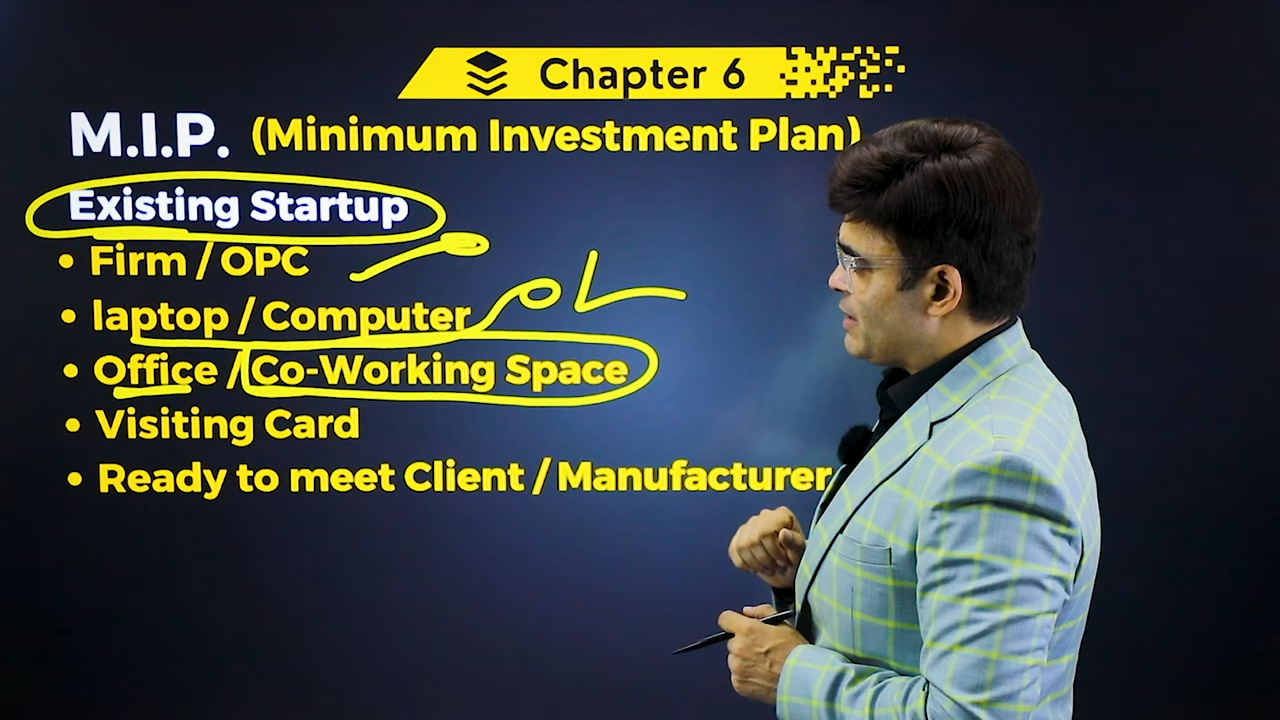 Chapter 6
M.I.P. (Minimum Investment Plan)
Existing Startup
• Firm / OPC
• laptop / Computer
• Office / Co-Working Space
• Visiting Card
• Ready to meet Client / Manufacturer